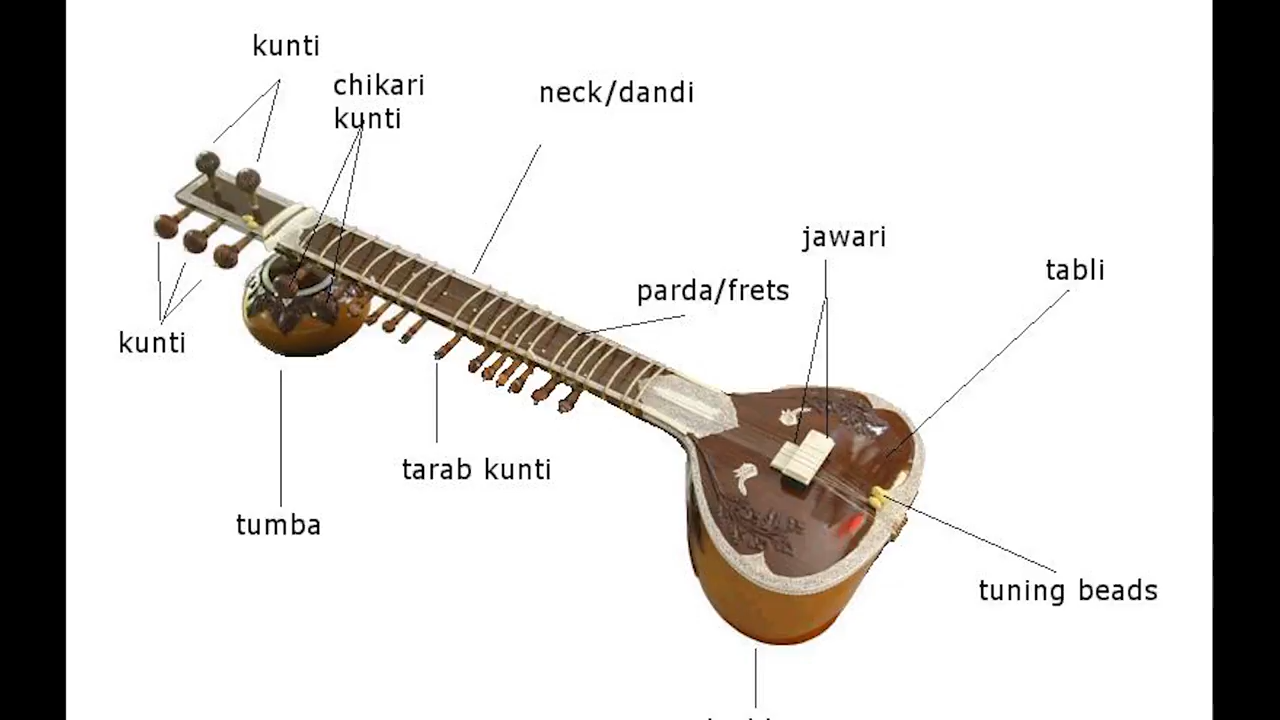 kunti
chikari
kunti
neck/dandi
jawari
tabli
parda/frets
kunti
tarab kunti
tumba
tuning beads